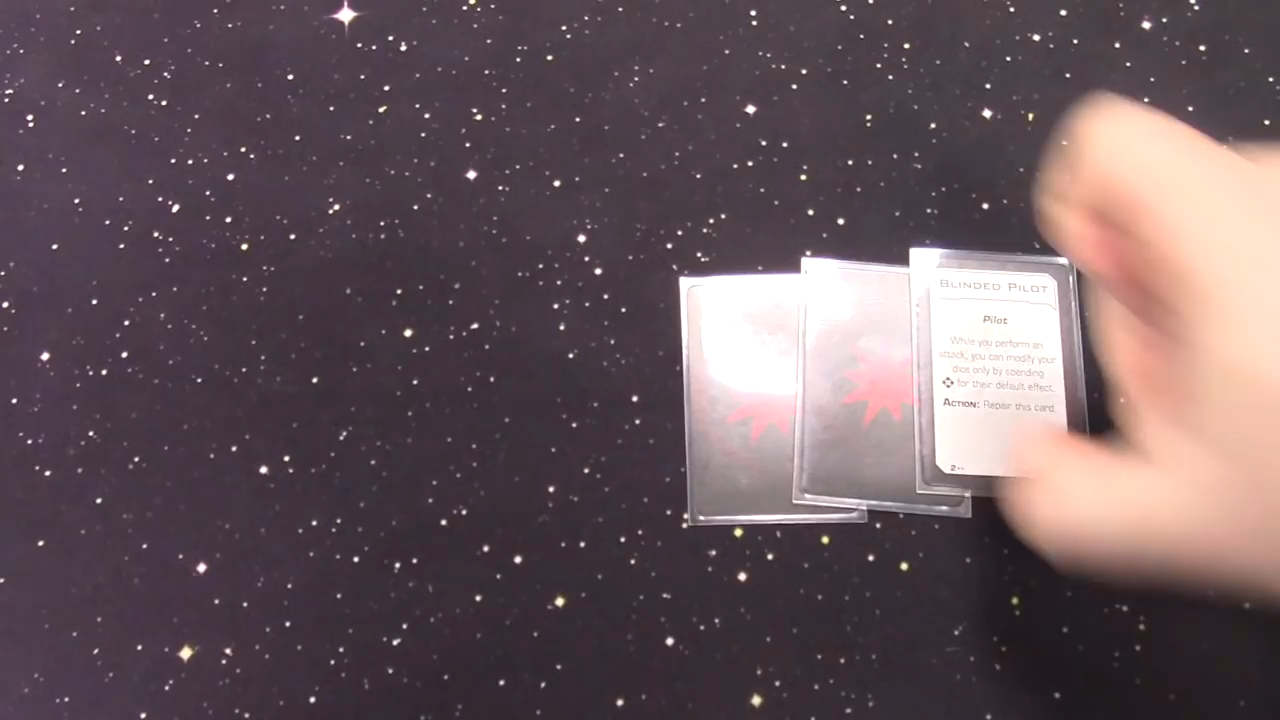 BLINDED PILOT
Pilot
While you perform an
attack, you can modify your
dice only by spending
for their default effect.
ACTION: Repair this card.
2••